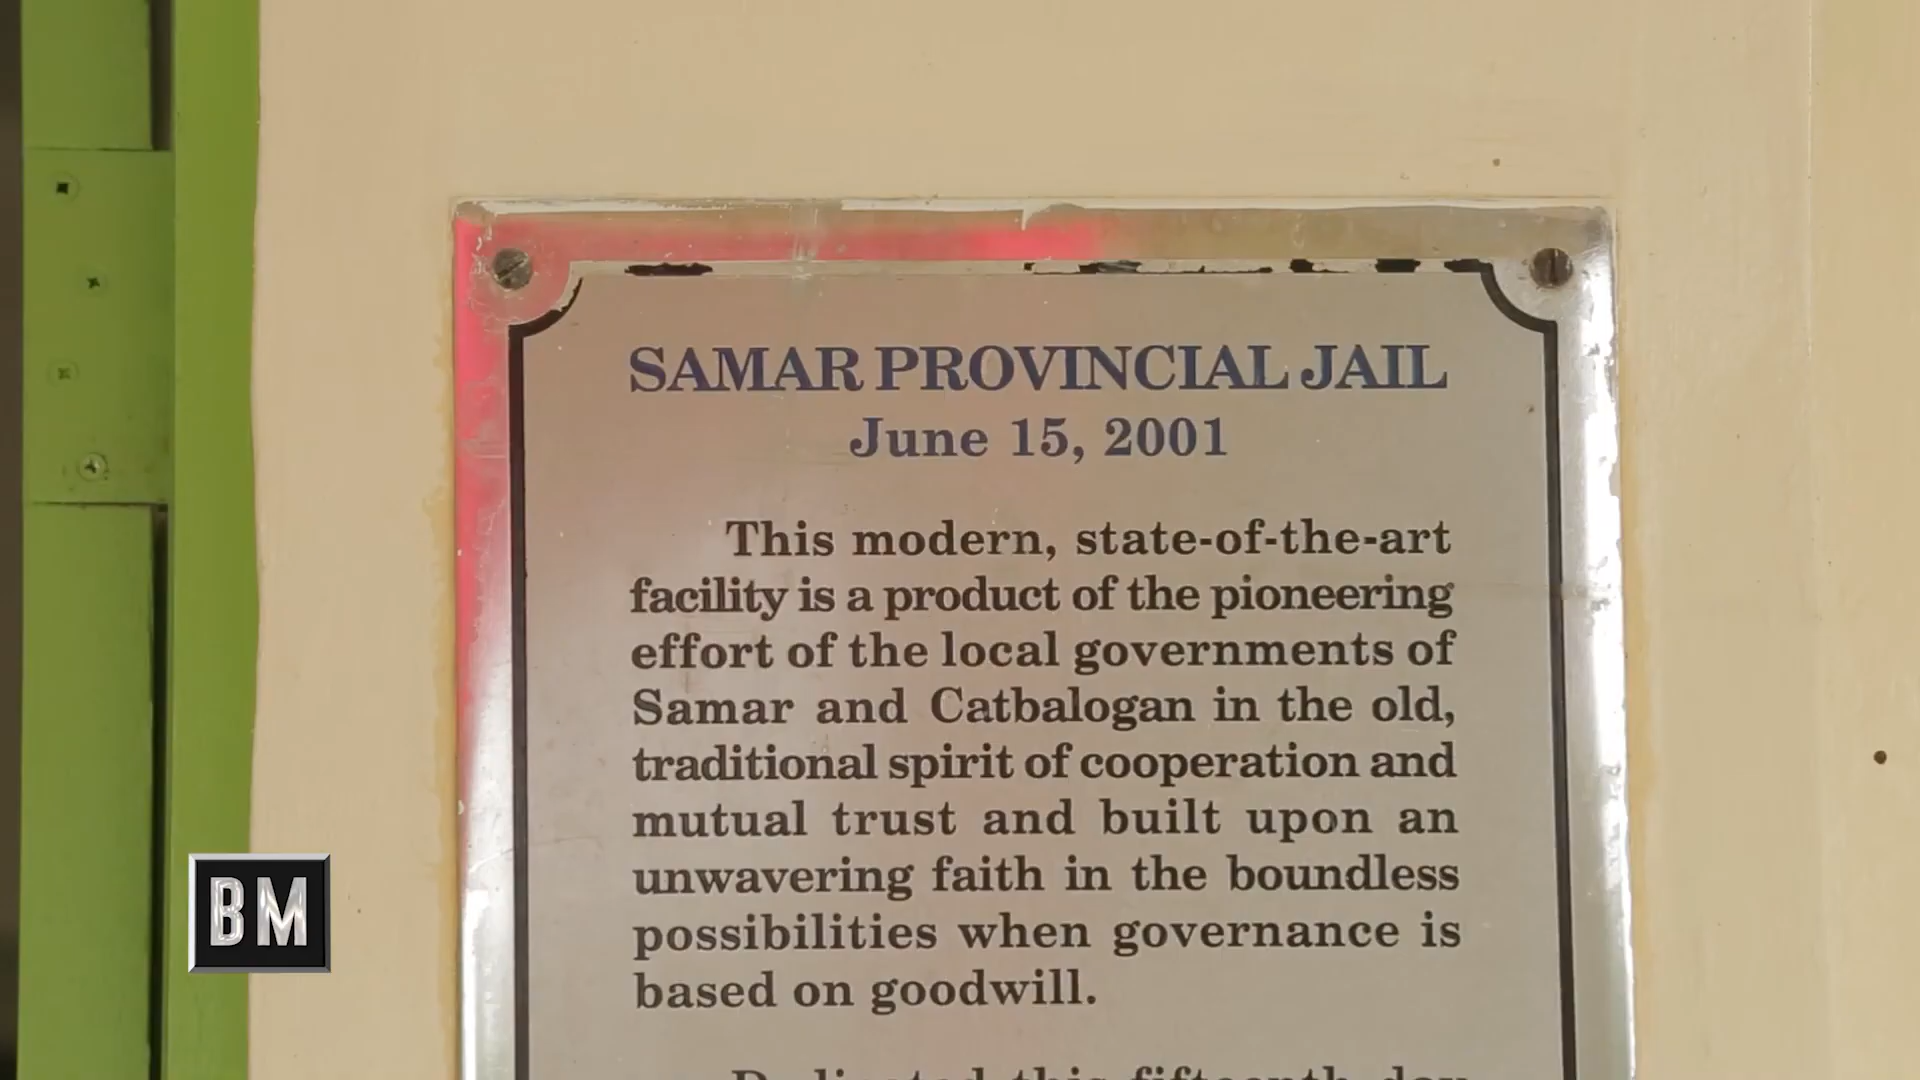 SAMAR PROVINCIAL JAIL
June 15, 2001
This modern, state-of-the-art
facility is a product of the pioneering
effort of the local governments of
Samar and Catbalogan in the old,
traditional spirit of cooperation and
mutual trust and built upon an
unwavering faith in the boundless
possibilities when governance is
based on goodwill.
Dedicated this fifteenth day
BM